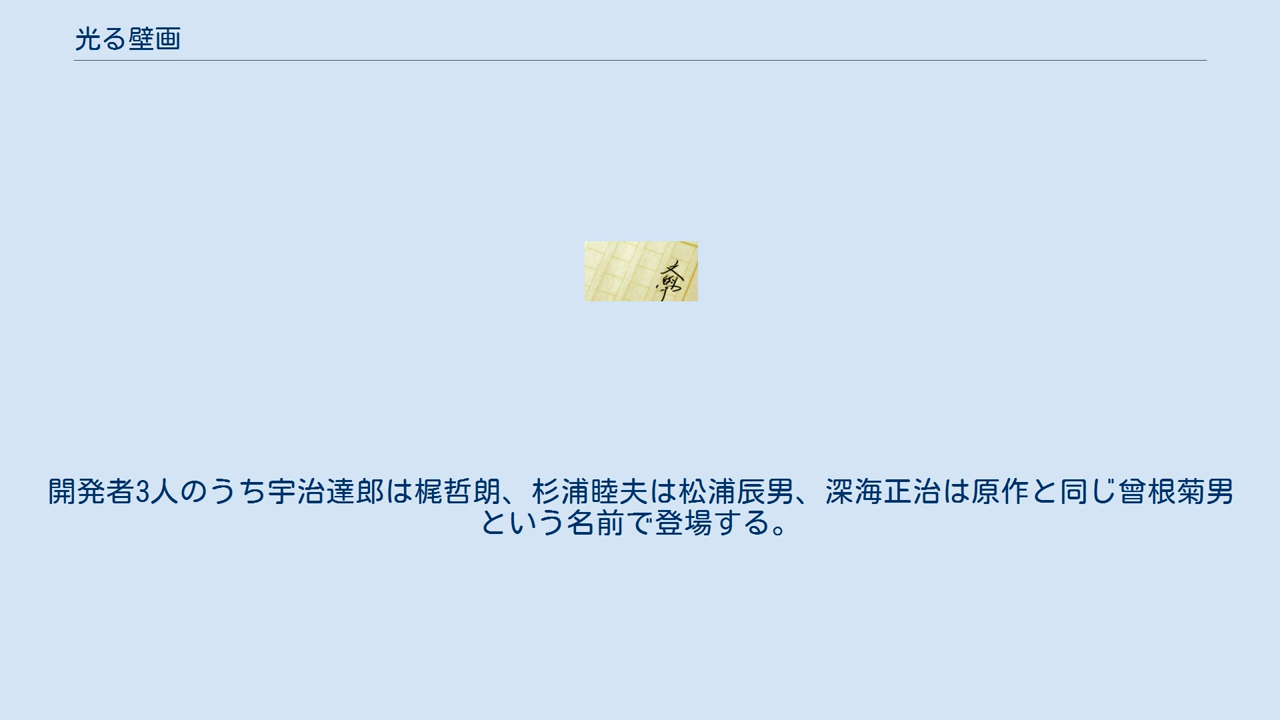 光る壁画
開発者3人のうち宇治達郎は梶哲朗、杉浦睦夫は松浦辰男、深海正治は原作と同じ曾根菊男
という名前で登場する。